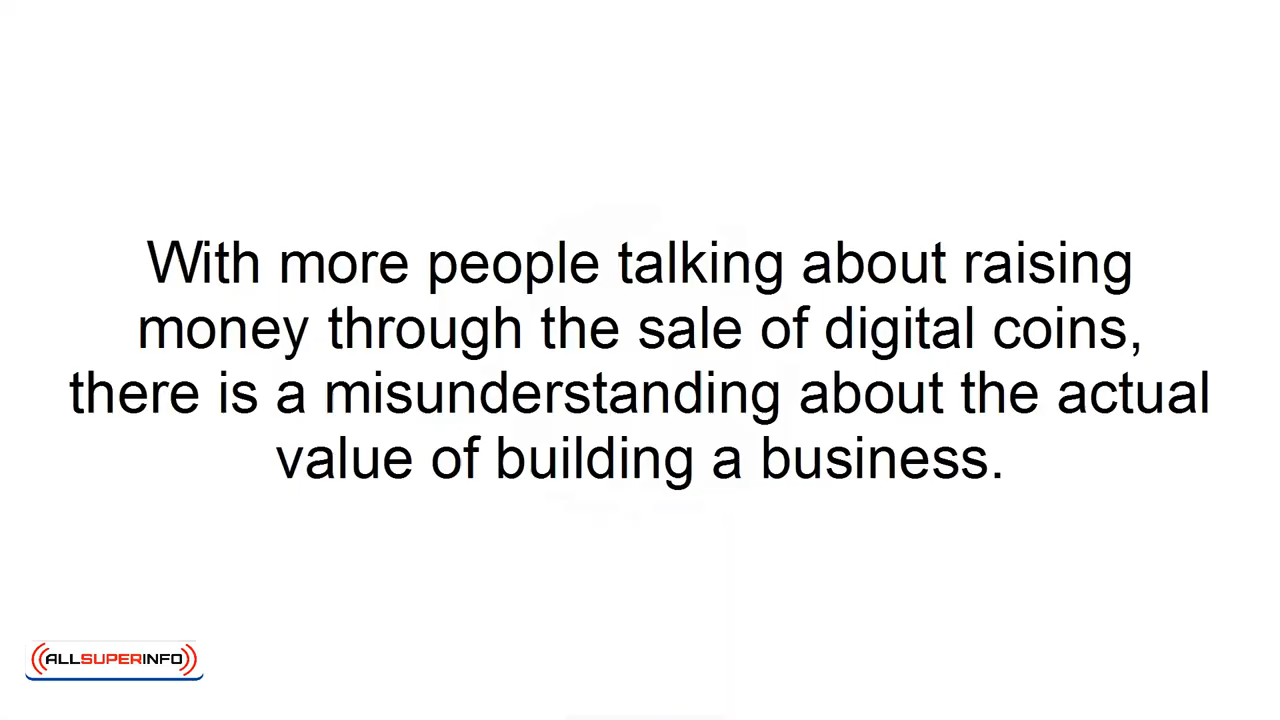 With more people talking about raising
money through the sale of digital coins,
there is a misunderstanding about the actual
value of building a business.
ALLSUPERINFO